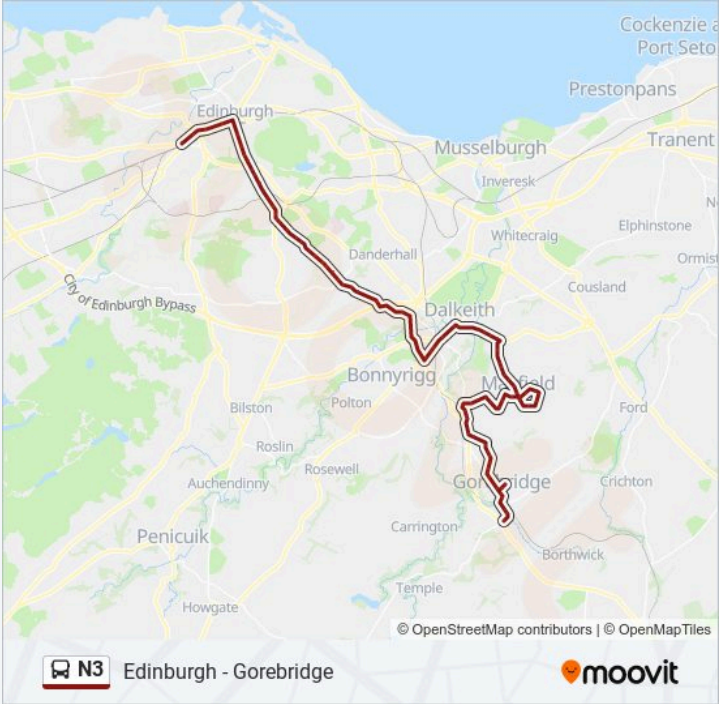 Cockenzie a
Port Seto
Prestonpans
Edinburgh
Tranent
Musselburgh
Inveresk
Elphinstone
Whitecraig
Danderhall
Ormist
Cousland
City of Edinburgh Bypass
Dalkeith
Bonnyrigg
Mayfield
Polton
Bilston
Ford
Roslin
Rosewell
Auchendinny
Gorebridge
Crichton
Carrington
Penicuik
Borthwick
Temple
Howgate
© OpenStreetMap contributors | © OpenMapTiles
N3 Edinburgh - Gorebridge
moovit